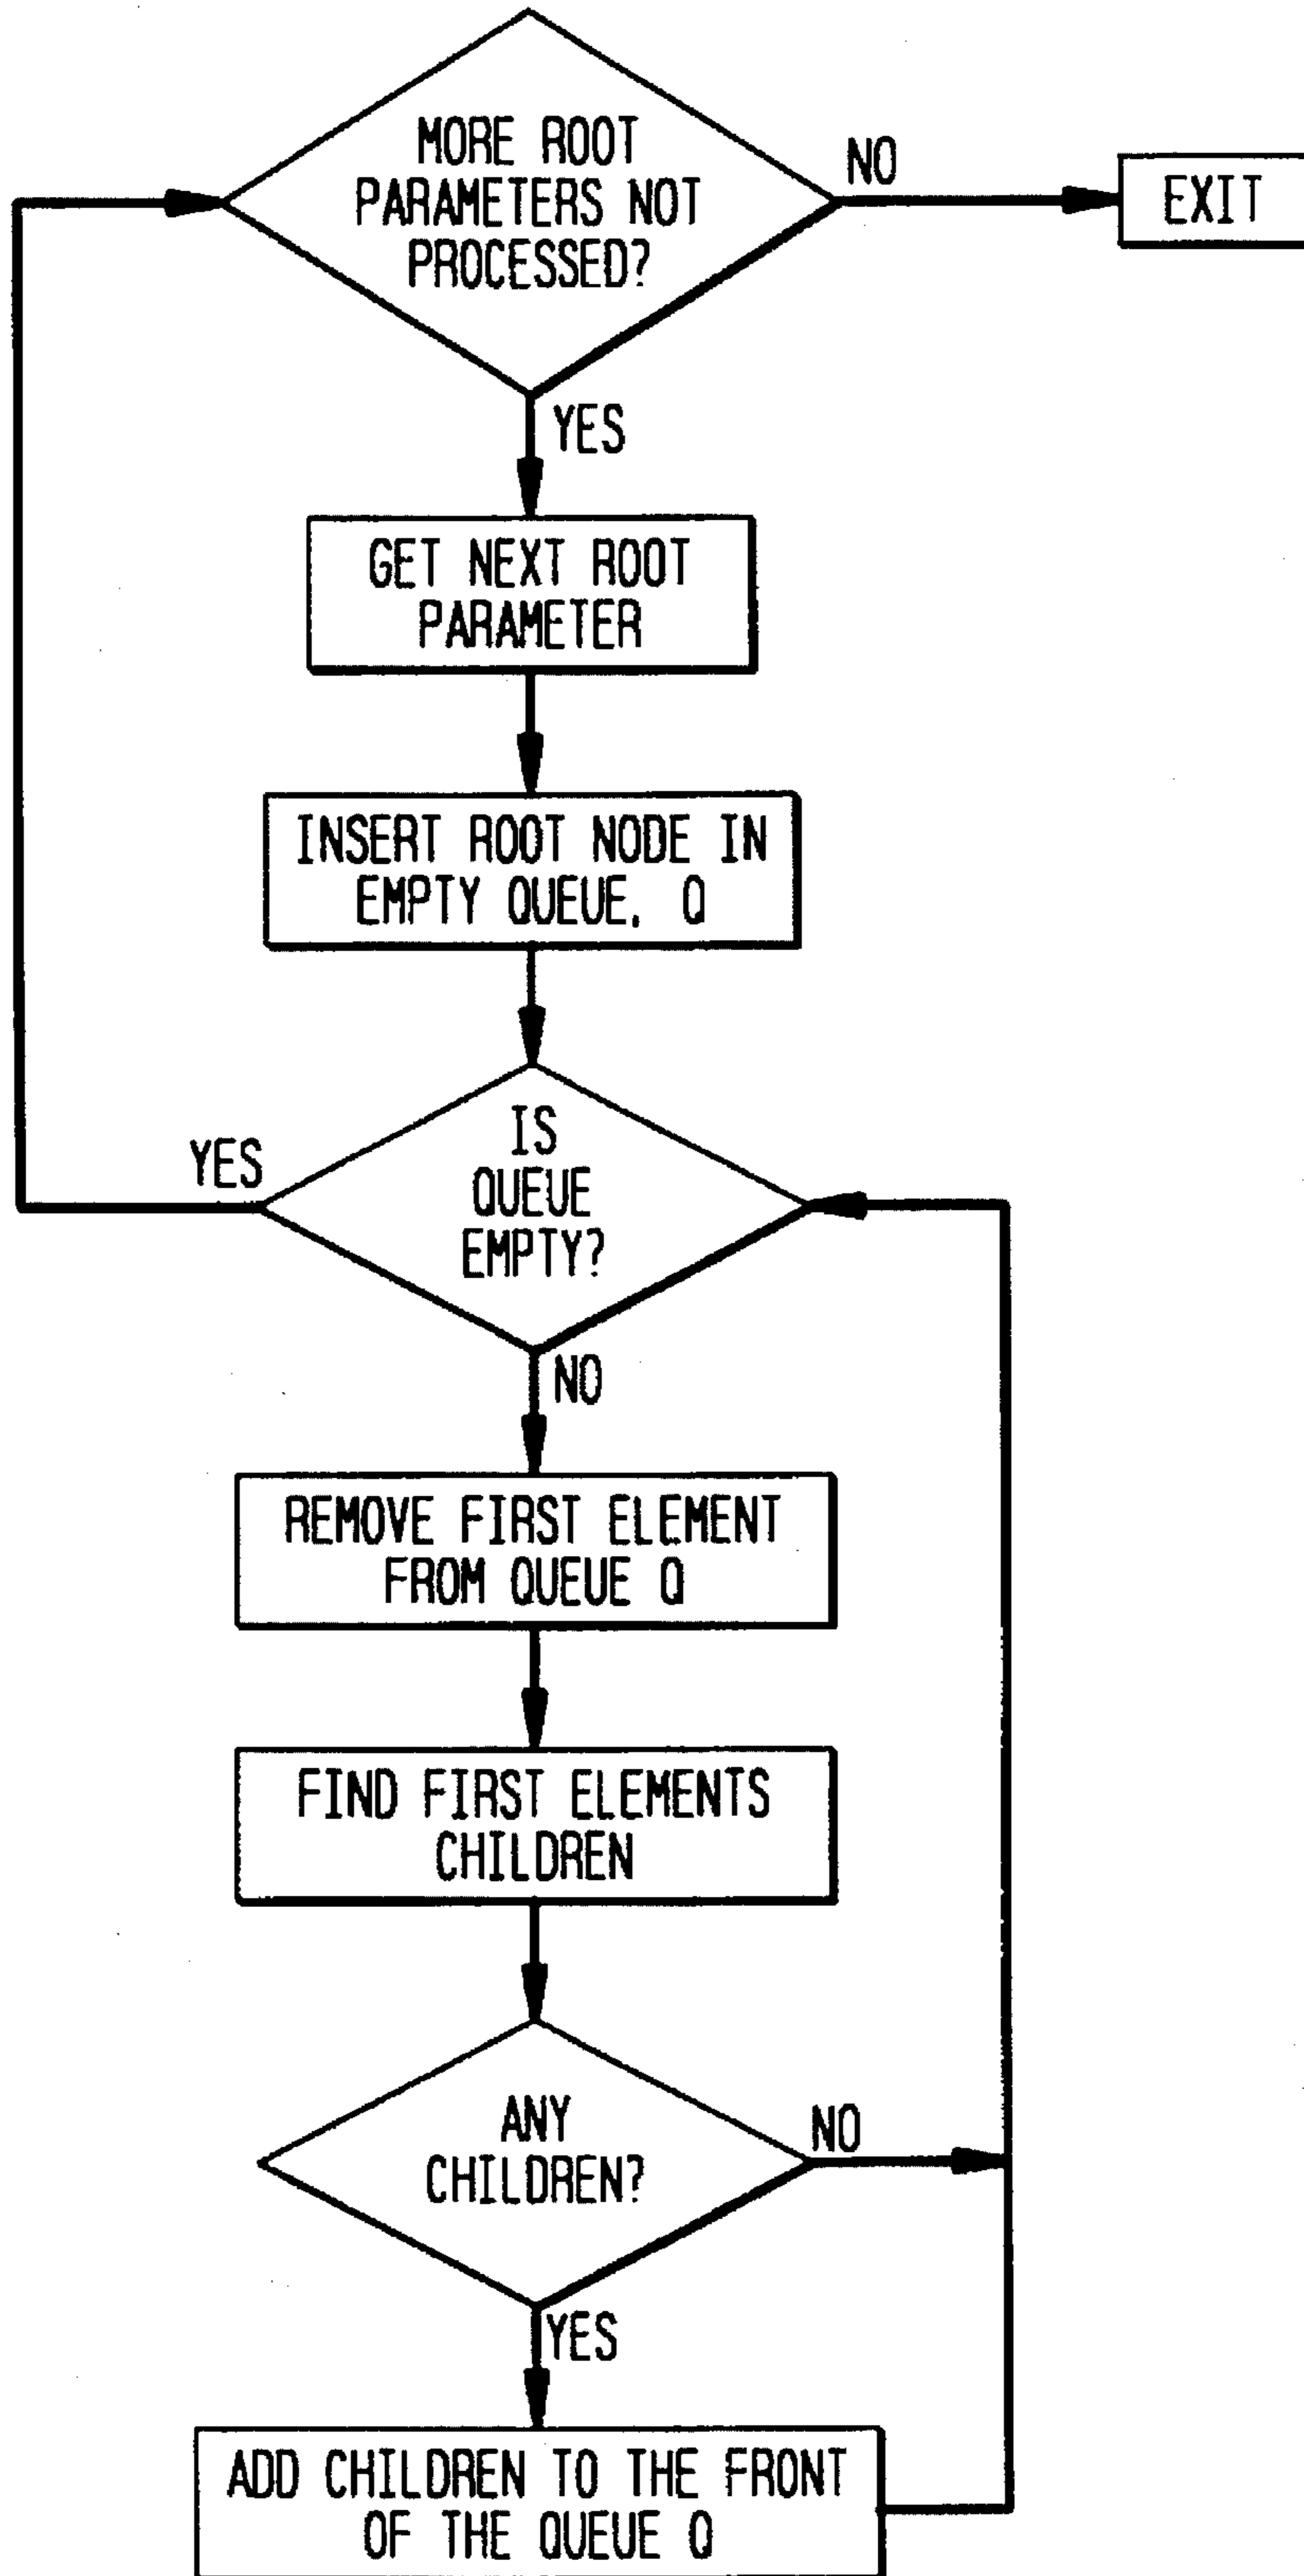 MORE ROOT
PARAMETERS NOT
PROCESSED?
NO
EXIT
YES
GET NEXT ROOT
PARAMETER
INSERT ROOT NODE IN
EMPTY QUEUE, Q
IS
QUEUE
EMPTY?
YES
NO
REMOVE FIRST ELEMENT
FROM QUEUE Q
FIND FIRST ELEMENTS
CHILDREN
ANY
CHILDREN?
NO
YES
ADD CHILDREN TO THE FRONT
OF THE QUEUE Q